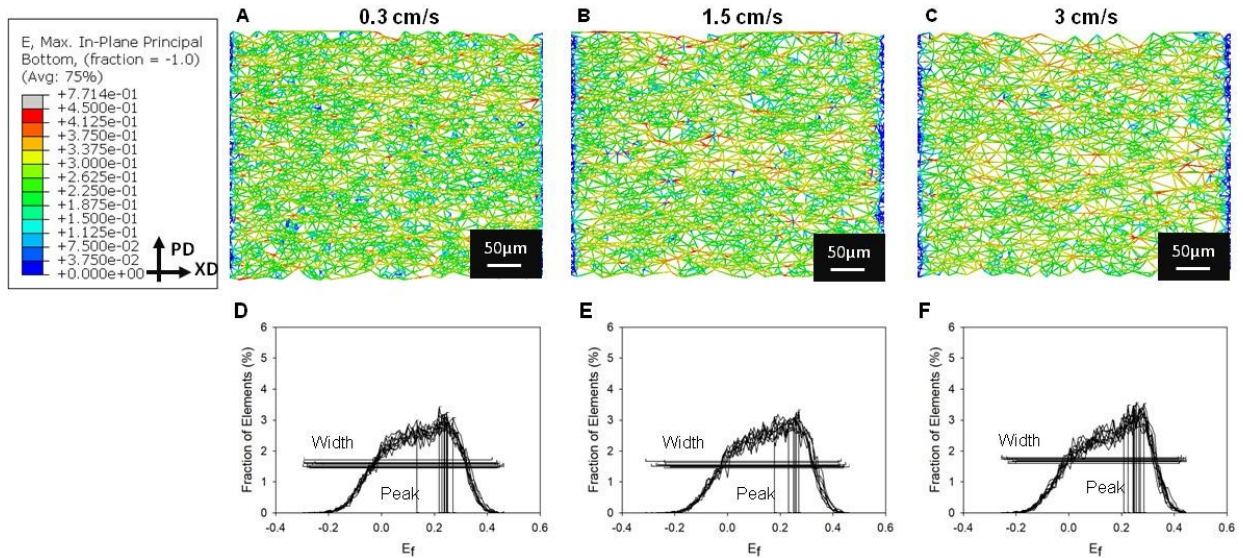 E, Max. In-Plane Principal
Bottom, (fraction = -1.0)
(Avg: 75%)
+7.714e-01
+4.500e-01
+4.125e-01
+3.750e-01
+3.375e-01
+3.000e-01
+2.625e-01
+2.250e-01
+1.875e-01
+1.500e-01
+1.125e-01
+7.500e-02
+3.750e-02
+0.000e+00
PD
XD
A 0.3 cm/s
50µm
B 1.5 cm/s
50µm
C 3 cm/s
50µm
D
Fraction of Elements (%)
6
5
4
3
2
1
0
Width
Peak
-0.4 -0.2 0.0 0.2 0.4 0.6
Ef
E
Fraction of Elements (%)
6
5
4
3
2
1
0
Width
Peak
-0.4 -0.2 0.0 0.2 0.4 0.6
Ef
F
Fraction of Elements (%)
6
5
4
3
2
1
0
Width
Peak
-0.4 -0.2 0.0 0.2 0.4 0.6
Ef